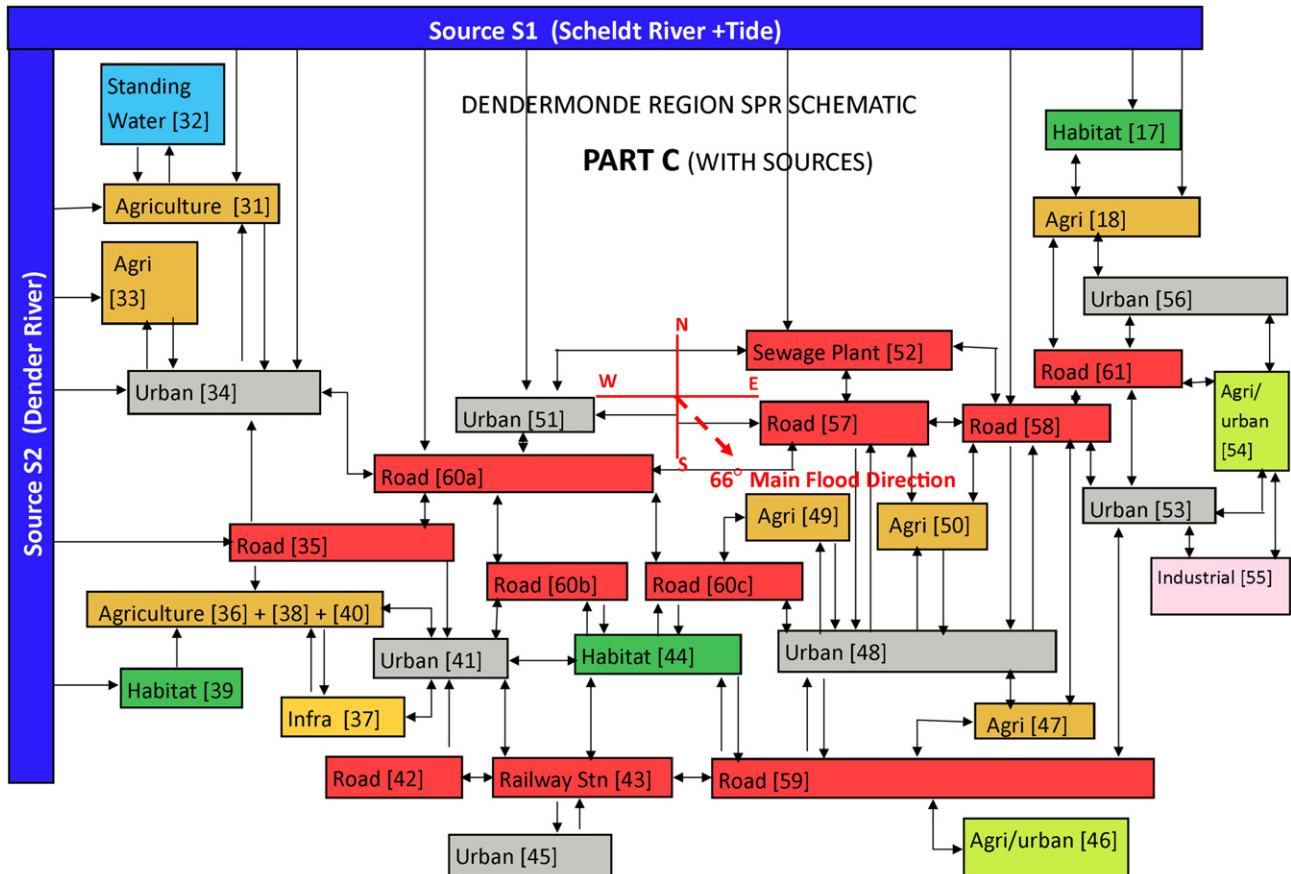 Source S1 (Scheldt River +Tide)
Source S2 (Dender River)
DENDERMONDE REGION SPR SCHEMATIC
PART C (WITH SOURCES)
Standing
Water [32]
Habitat [17]
Agriculture [31]
Agri [18]
Agri
[33]
Urban [56]
N
Sewage Plant [52]
Road [61]
Urban [34]
W
E
Agri/
urban
[54]
Urban [51]
Road [57]
Road [58]
S
Road [60a]
66° Main Flood Direction
Agri [49]
Agri [50]
Urban [53]
Road [35]
Road [60b]
Road [60c]
Industrial [55]
Agriculture [36] + [38] + [40]
Urban [41]
Habitat [44]
Urban [48]
Habitat [39
Infra [37]
Agri [47]
Road [42]
Railway Stn [43]
Road [59]
Urban [45]
Agri/urban [46]